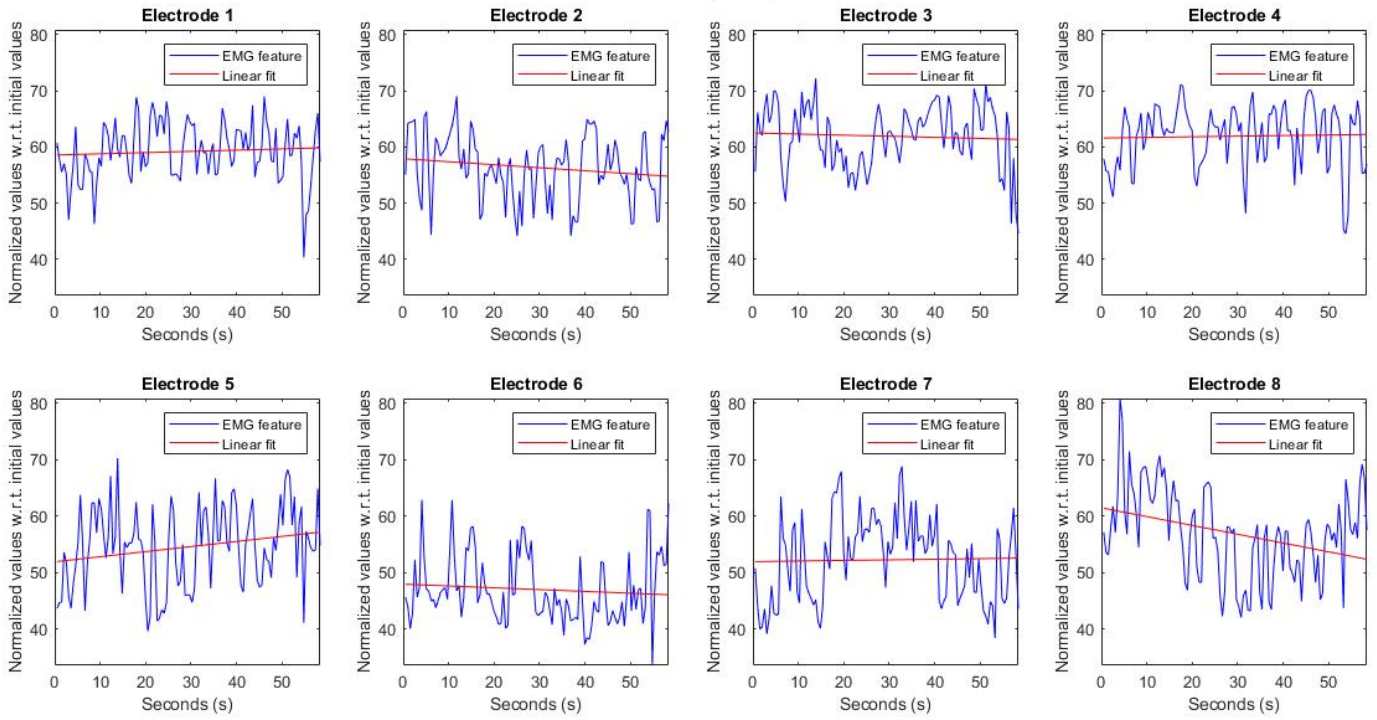 Electrode 1
80
70
60
50
40
Normalized values w.r.t. initial values
EMG feature
Linear fit
0 10 20 30 40 50
Seconds (s)
Electrode 2
80
70
60
50
40
Normalized values w.r.t. initial values
EMG feature
Linear fit
0 10 20 30 40 50
Seconds (s)
Electrode 3
80
70
60
50
40
Normalized values w.r.t. initial values
EMG feature
Linear fit
0 10 20 30 40 50
Seconds (s)
Electrode 4
80
70
60
50
40
Normalized values w.r.t. initial values
EMG feature
Linear fit
0 10 20 30 40 50
Seconds (s)
Electrode 5
80
70
60
50
40
Normalized values w.r.t. initial values
EMG feature
Linear fit
0 10 20 30 40 50
Seconds (s)
Electrode 6
80
70
60
50
40
Normalized values w.r.t. initial values
EMG feature
Linear fit
0 10 20 30 40 50
Seconds (s)
Electrode 7
80
70
60
50
40
Normalized values w.r.t. initial values
EMG feature
Linear fit
0 10 20 30 40 50
Seconds (s)
Electrode 8
80
70
60
50
40
Normalized values w.r.t. initial values
EMG feature
Linear fit
0 10 20 30 40 50
Seconds (s)